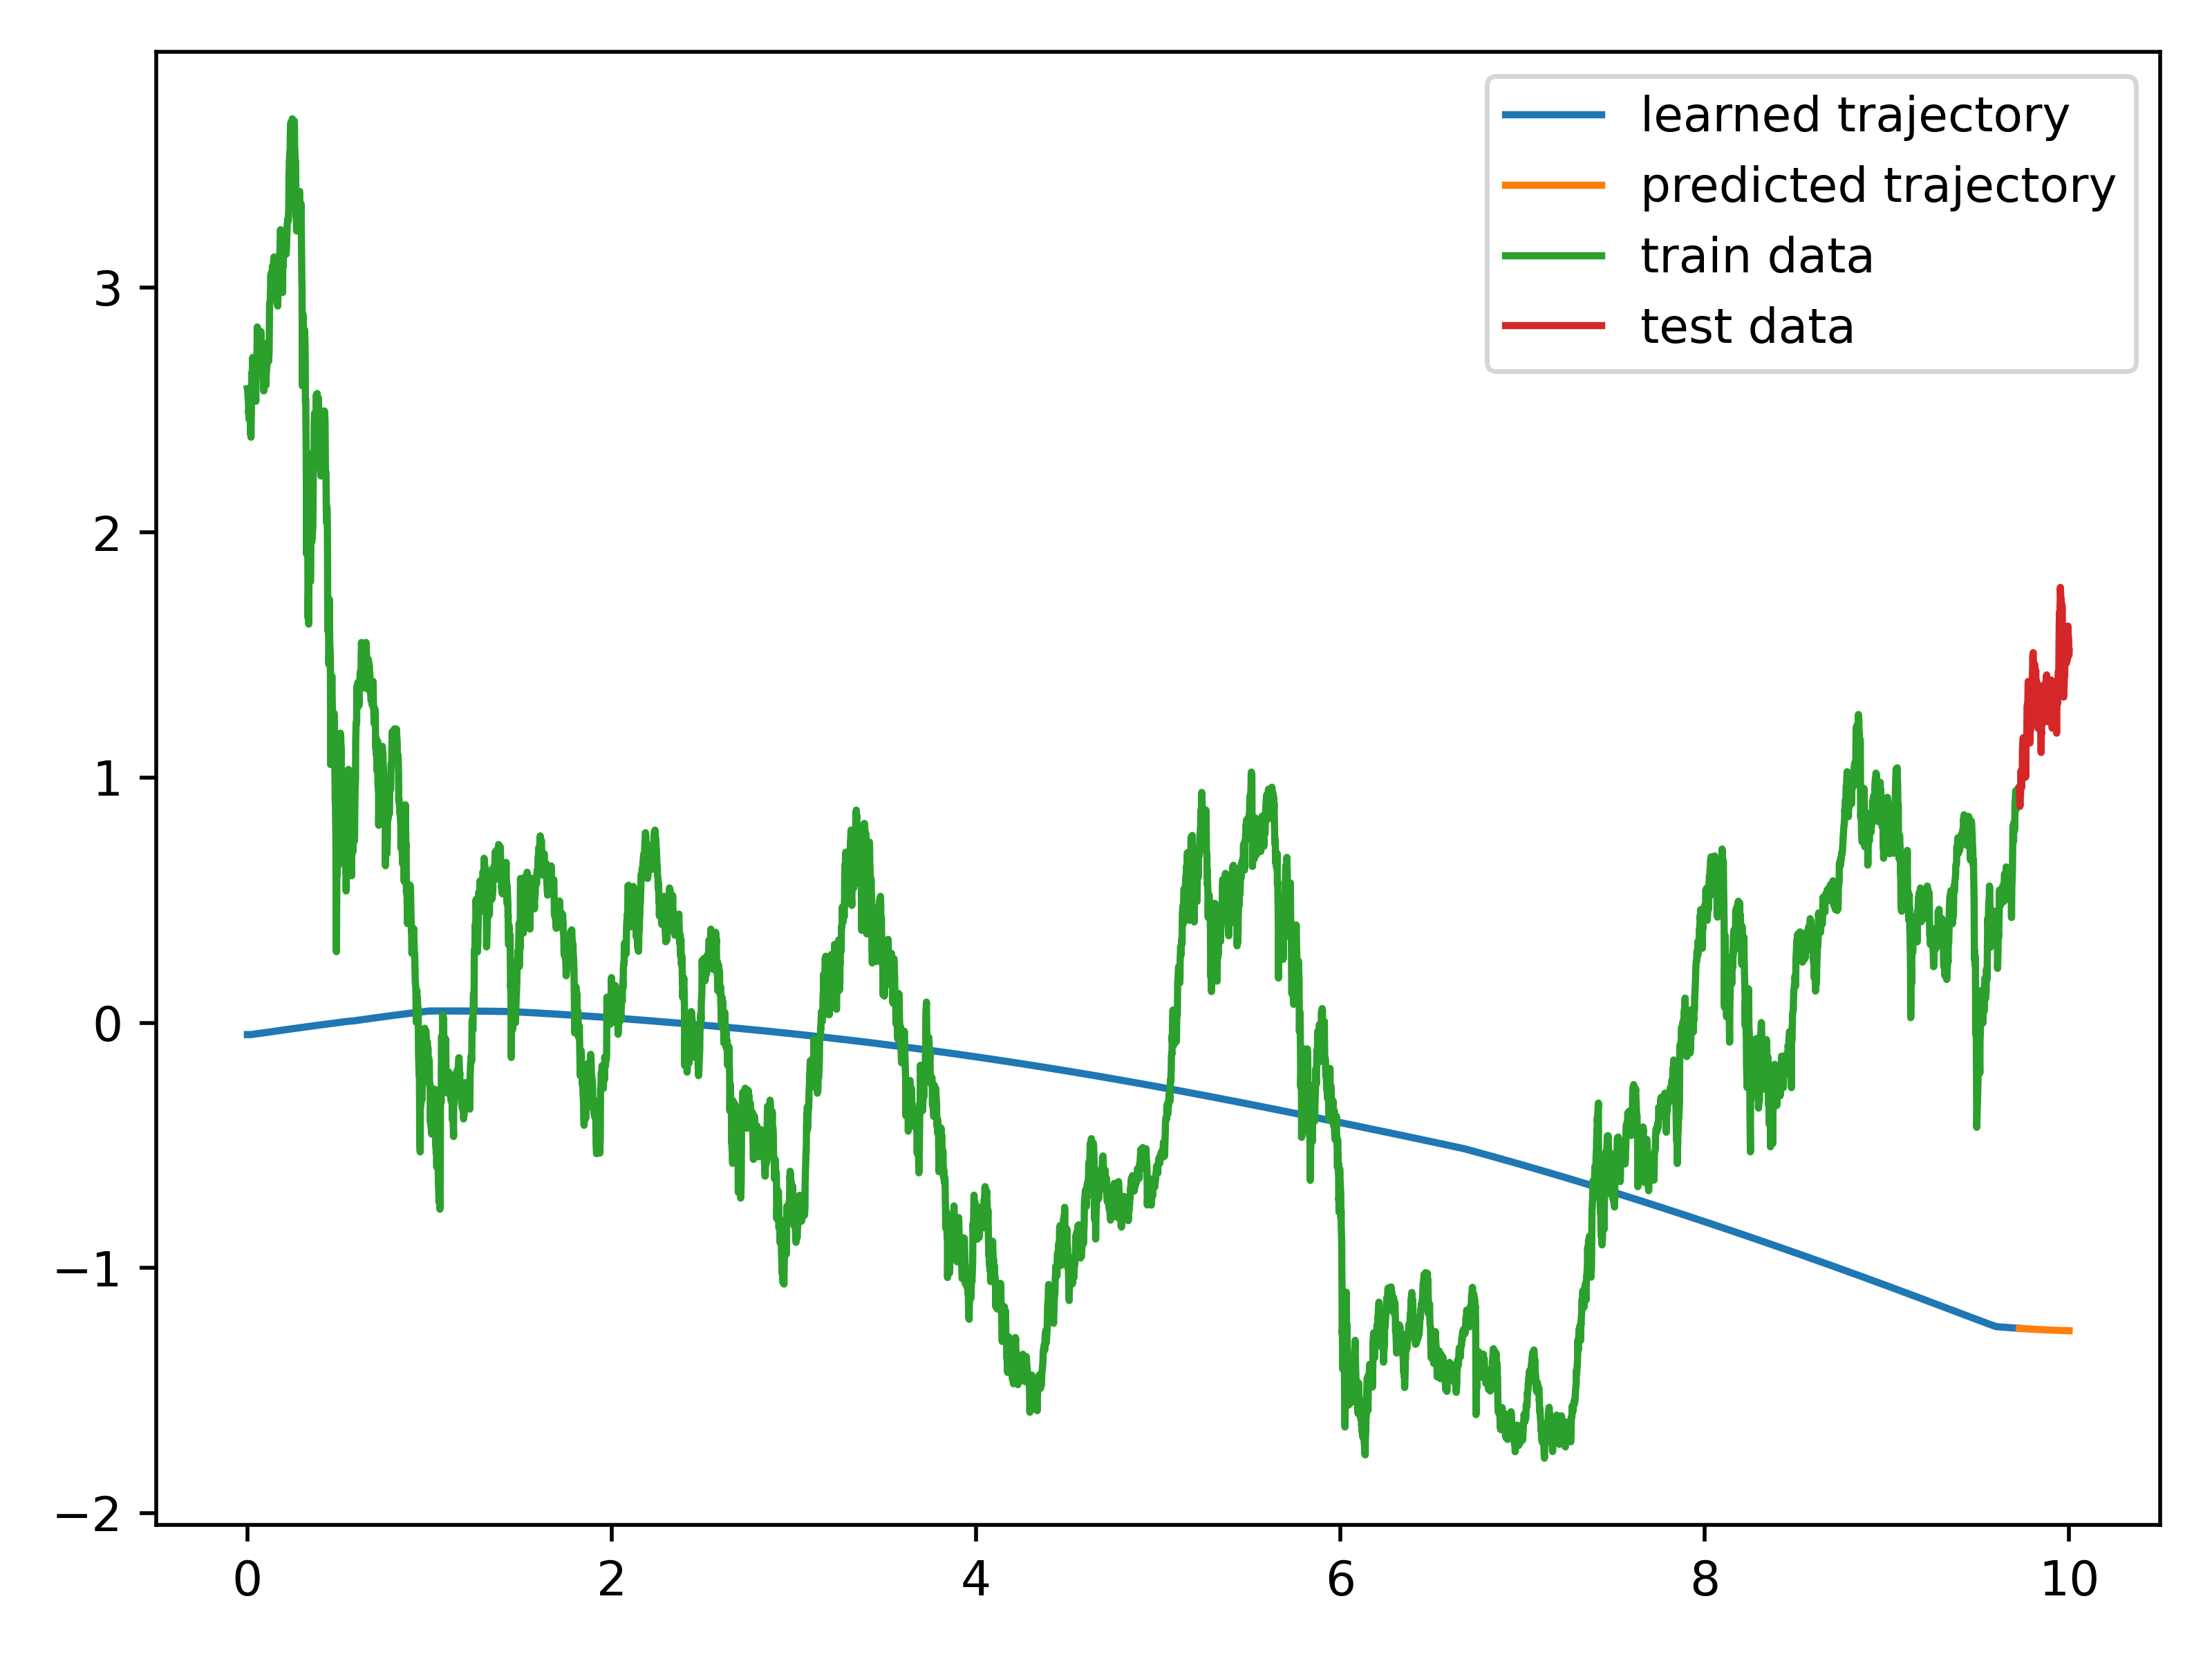 learned trajectory
predicted trajectory
train data
test data
3
2
1
0
−1
−2
0 2 4 6 8 10